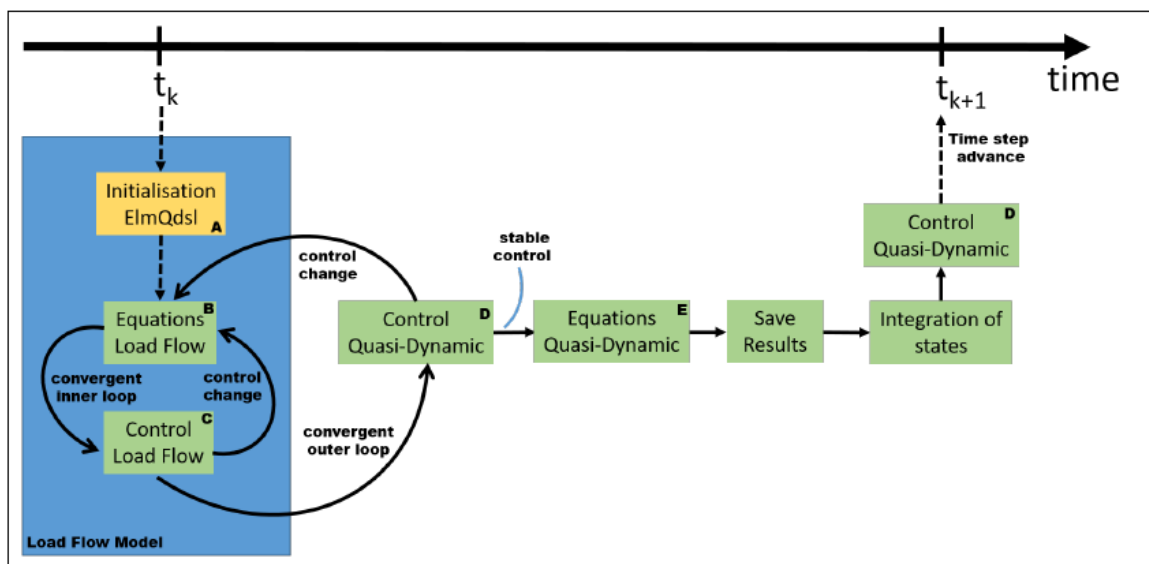 t_k
t_k+1
time
Time step
advance
Initialisation
ElmQdsl
A
Control
Quasi-Dynamic
D
stable
control
control
change
Equations
Load Flow
B
Control
Quasi-Dynamic
D
Equations
Quasi-Dynamic
E
Save
Results
Integration of
states
convergent
inner loop
control
change
Control
Load Flow
C
convergent
outer loop
Load Flow Model